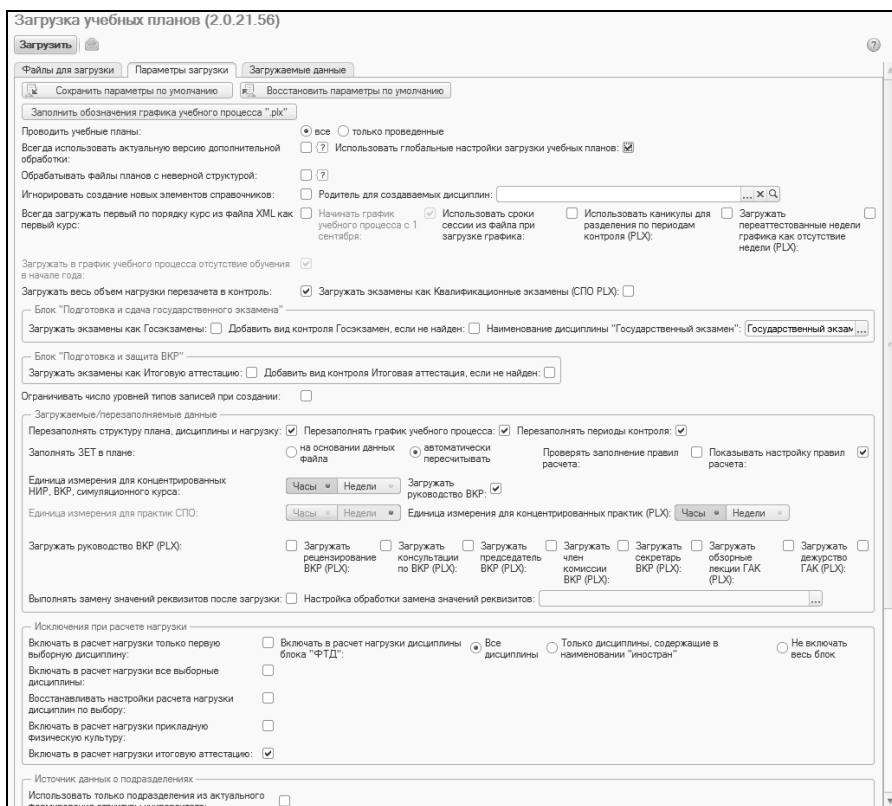 Загрузка учебных планов (2.0.21.56)
Загрузить
?
Файлы для загрузки Параметры загрузки Загружаемые данные
Сохранить параметры по умолчанию Восстановить параметры по умолчанию
Заполнить обозначения графика учебного процесса ".plx"
Проводить учебные планы: все только проведенные
Всегда использовать актуальную версию дополнительной обработки: ? Использовать глобальные настройки загрузки учебных планов:
Обрабатывать файлы планов с неверной структурой: ?
Игнорировать создание новых элементов справочников: Родитель для создаваемых дисциплин: ...
Всегда загружать первый по порядку курс из файла XML как первый курс: Начинать график учебного процесса с 1 сентября: Использовать сроки сессии из файла при загрузке графика: Использовать каникулы для разделения по периодам контроля (PLX): Загружать переаттестованные недели графика как отсутствие недели (PLX):
Загружать в график учебного процесса отсутствие обучения в начале года:
Загружать весь объем нагрузки перезачета в контроль: Загружать экзамены как Квалификационные экзамены (СПО PLX):
Блок "Подготовка и сдача государственного экзамена"
Загружать экзамены как Госэкзамены: Добавить вид контроля Госэкзамен, если не найден: Наименование дисциплины "Государственный экзамен": Государственный экзам ...
Блок "Подготовка и защита ВКР"
Загружать экзамены как Итоговую аттестацию: Добавить вид контроля Итоговая аттестация, если не найден:
Ограничивать число уровней типов записей при создании:
Загружаемые/перезаполняемые данные
Перезаполнять структуру плана, дисциплины и нагрузку: Перезаполнять график учебного процесса: Перезаполнять периоды контроля:
Заполнять ЗЕТ в плане: на основании данных файла автоматически пересчитывать Проверять заполнение правил расчета: Показывать настройку правил расчета:
Единица измерения для концентрированных НИР, ВКР, симуляционного курса: Часы Недели Загружать руководство ВКР:
Единица измерения для практик СПО: Часы Недели Единица измерения для концентрированных практик (PLX): Часы Недели
Загружать руководство ВКР (PLX): Загружать рецензирование ВКР (PLX): Загружать консультации по ВКР (PLX): Загружать председатель ВКР (PLX): Загружать член комиссии ВКР (PLX): Загружать секретарь ВКР (PLX): Загружать обзорные лекции ГАК (PLX): Загружать дежурство ГАК (PLX):
Выполнять замену значений реквизитов после загрузки: Настройка обработки замена значений реквизитов: ...
Исключения при расчете нагрузки
Включать в расчет нагрузки только первую выборную дисциплину: Включать в расчет нагрузки дисциплины блока "ФТД": Все дисциплины Только дисциплины, содержащие в наименовании "иностран" Не включать весь блок
Включать в расчет нагрузки все выборные дисциплины:
Восстанавливать настройки расчета нагрузки дисциплин по выбору:
Включать в расчет нагрузки прикладную физическую культуру:
Включать в расчет нагрузки итоговую аттестацию:
Источник данных о подразделениях
Использовать только подразделения из актуального